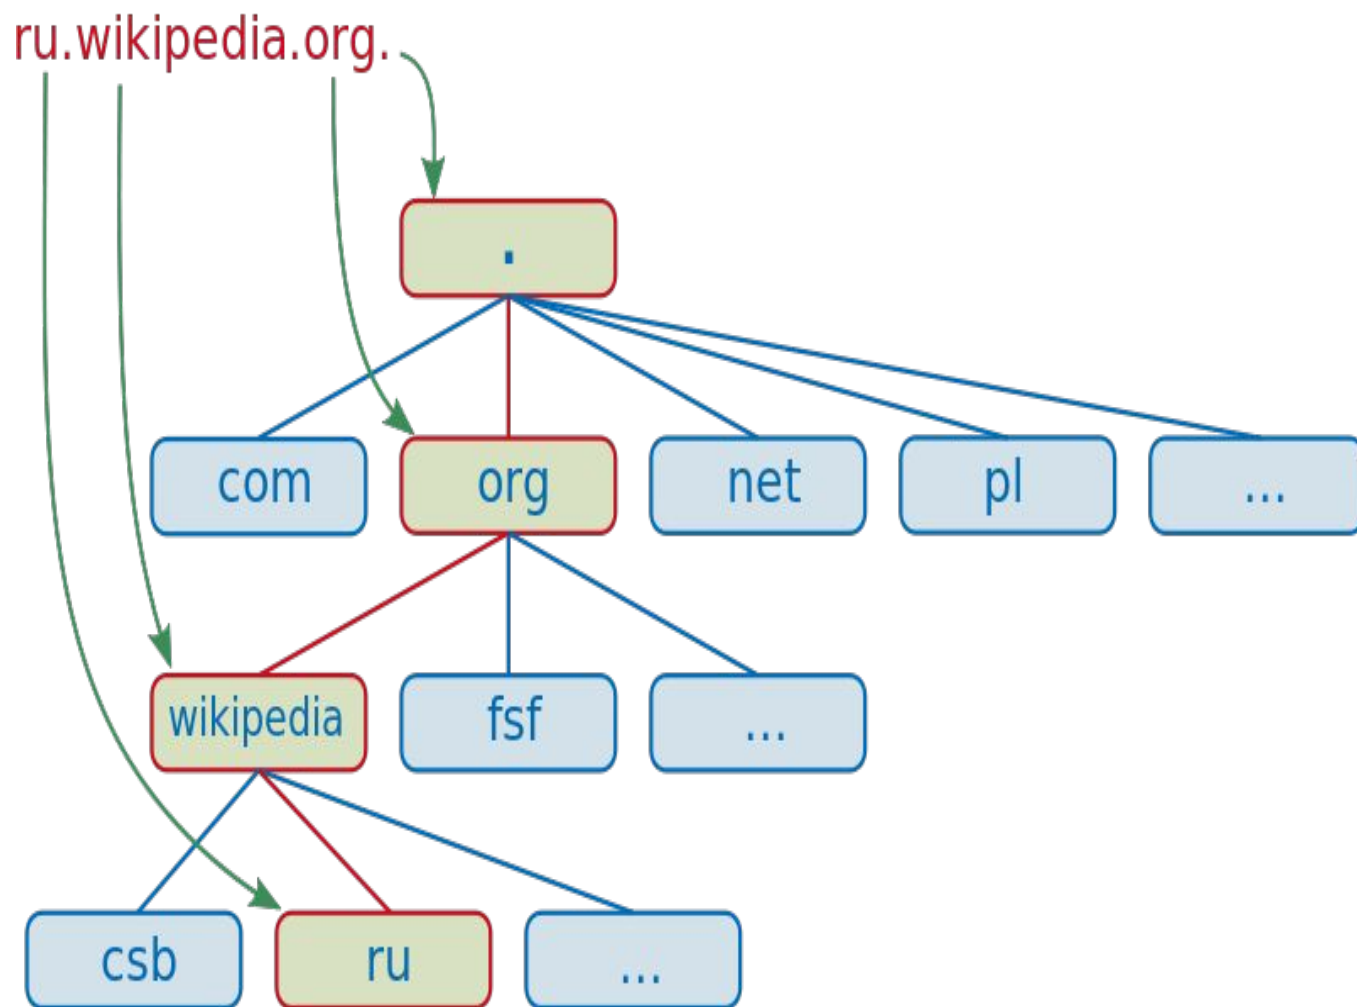 ru.wikipedia.org.
.
com org net pl ...
wikipedia fsf ...
csb ru ...